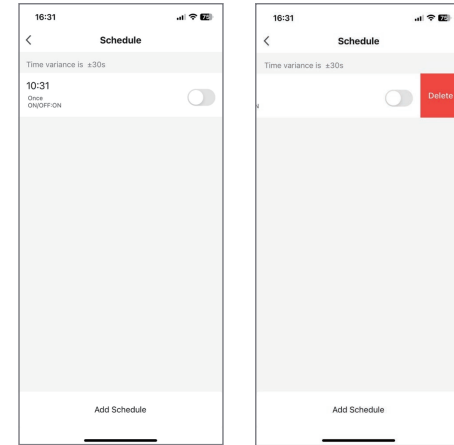 16:31
Schedule
Time variance is ±30s
10:31
Once
ON/OFF:ON
Add Schedule
16:31
Schedule
Time variance is ±30s
Delete
Add Schedule